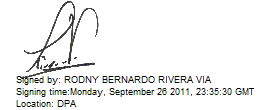 Signed by: RODNY BERNARDO RIVERA VIA
Signing time:Monday, September 26 2011, 23:35:30 GMT
Location: DPA